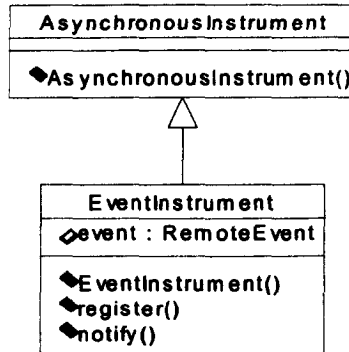 AsynchronousInstrument
AsynchronousInstrument()
EventInstrument
event : RemoteEvent
EventInstrument()
register()
notify()